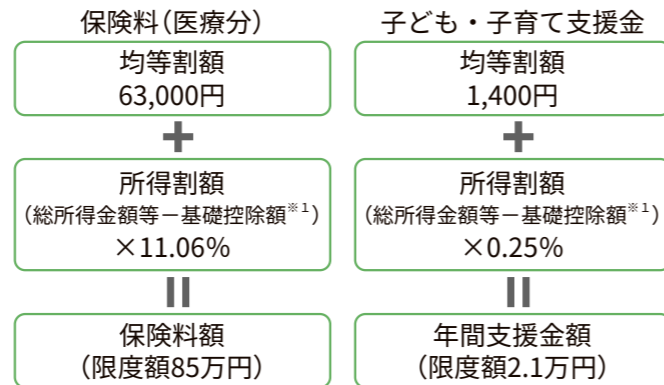 保険料（医療分）
均等割額
63,000円
+
所得割額
（総所得金額等－基礎控除額※1）
×11.06%
=
保険料額
（限度額85万円）
子ども・子育て支援金
均等割額
1,400円
+
所得割額
（総所得金額等－基礎控除額※1）
×0.25%
=
年間支援金額
（限度額2.1万円）